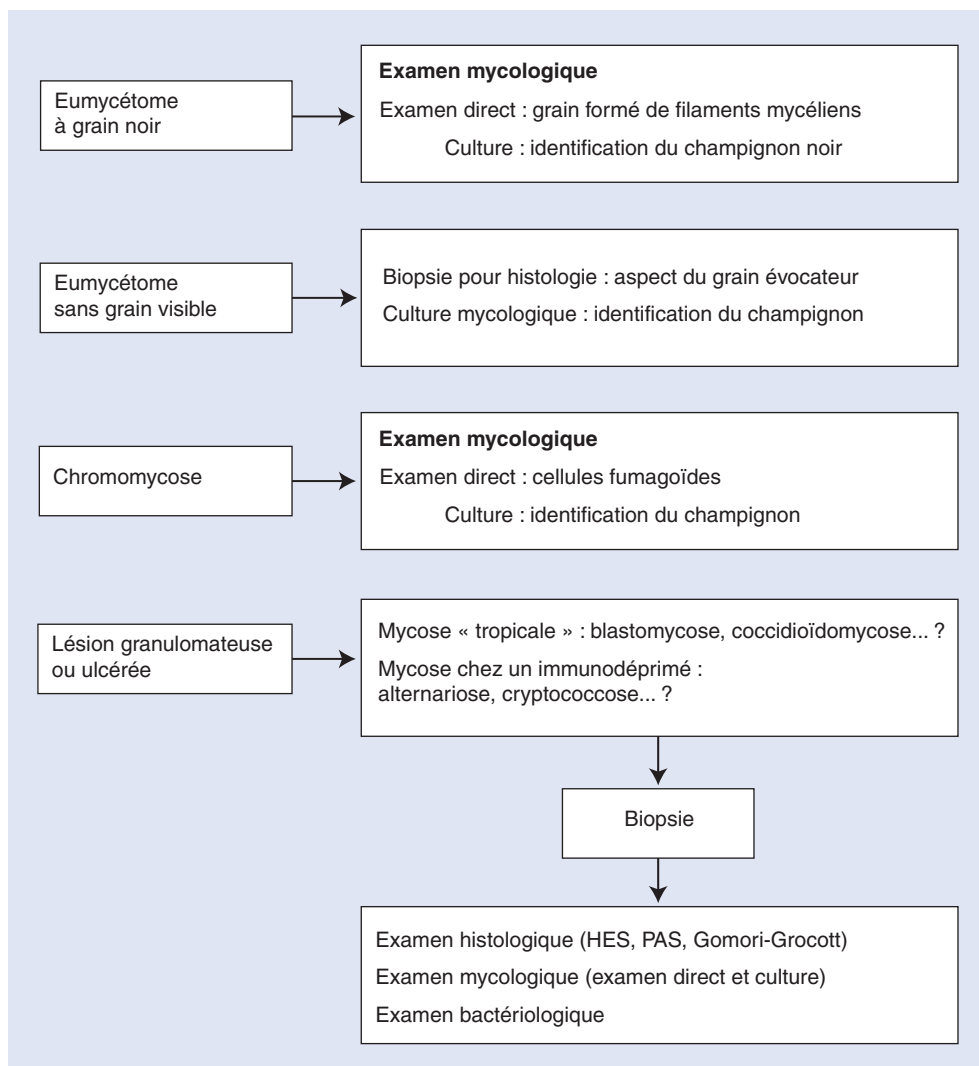 Eumycétome
à grain noir
Examen mycologique
Examen direct : grain formé de filaments mycéliens
Culture : identification du champignon noir
Eumycétome
sans grain visible
Biopsie pour histologie : aspect du grain évocateur
Culture mycologique : identification du champignon
Chromomycose
Examen mycologique
Examen direct : cellules fumagoïdes
Culture : identification du champignon
Lésion granulomateuse
ou ulcérée
Mycose « tropicale » : blastomycose, coccidioïdomycose... ?
Mycose chez un immunodéprimé :
alternariose, cryptococcose... ?
Biopsie
Examen histologique (HES, PAS, Gomori-Grocott)
Examen mycologique (examen direct et culture)
Examen bactériologique